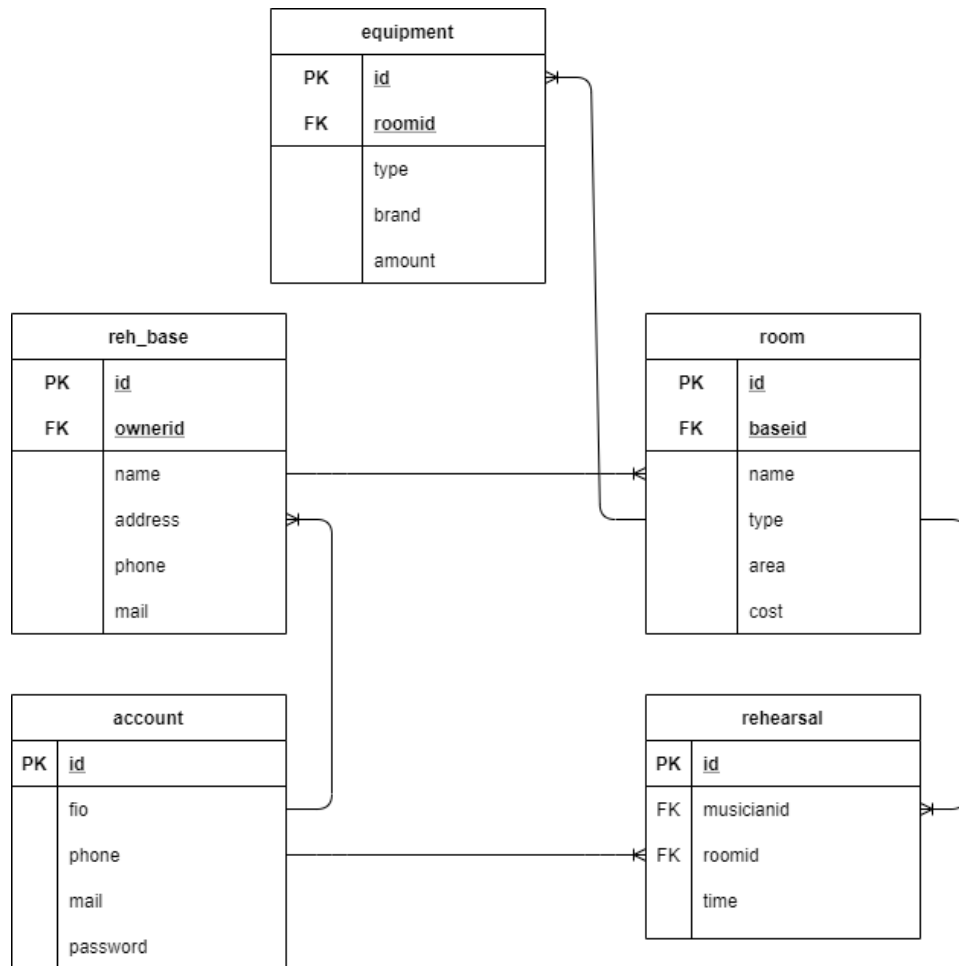 equipment
PK id
FK roomid
type
brand
amount
reh_base
PK id
FK ownerid
name
address
phone
mail
room
PK id
FK baseid
name
type
area
cost
account
PK id
fio
phone
mail
password
rehearsal
PK id
FK musicianid
FK roomid
time